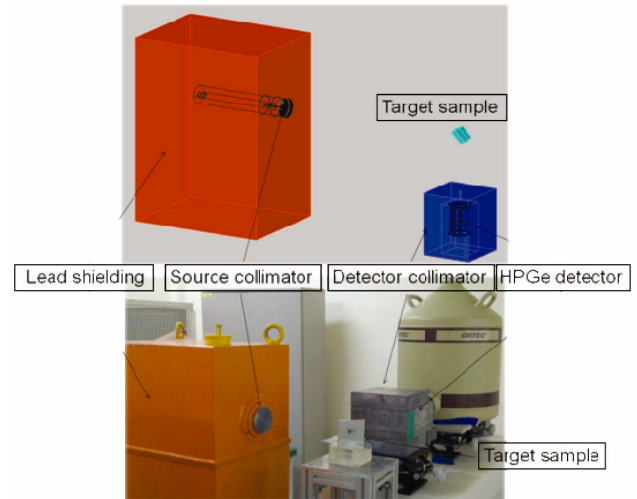 Target sample
Lead shielding
Source collimator
Detector collimator
HPGe detector
ORTEC
Target sample